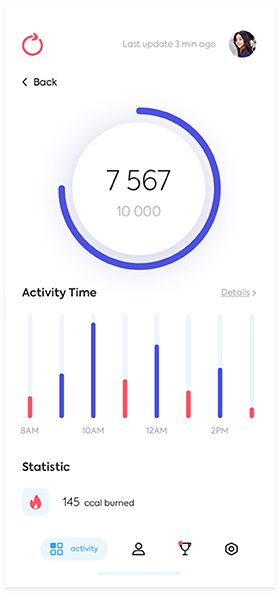 Last update 3 min ago
Back
7 567
10 000
Activity Time
Details
8AM 10AM 12AM 2PM
Statistic
145 ccal burned
activity